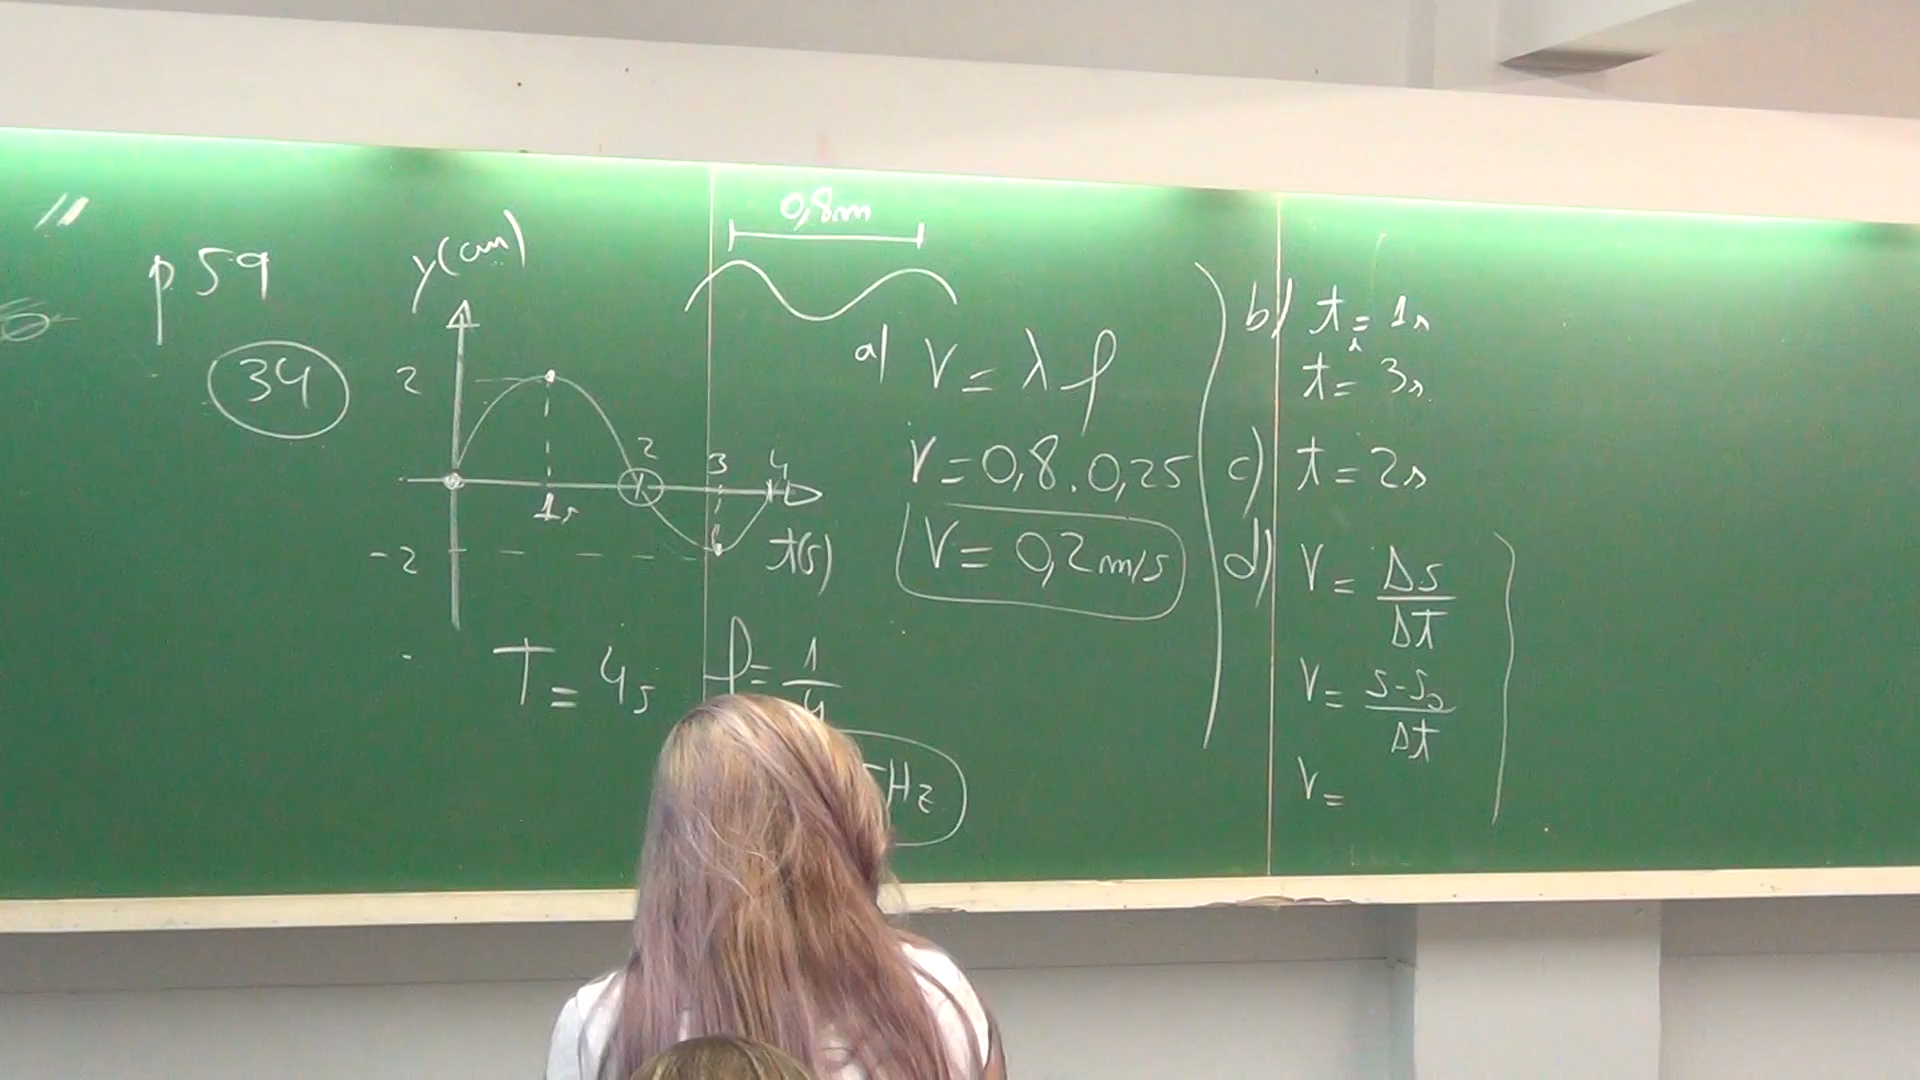 p 59
34
y(cm)
2
-2
1s
2
3
4
t(s)
0,8m
T = 4s
f = 1/4
Hz
a) V = λ f
V = 0,8 . 0,25
V = 0,2 m/s
b) t = 1s
t = 3s
c) t = 2s
d) V = Δs/Δt
V = s-s₀/Δt
V =